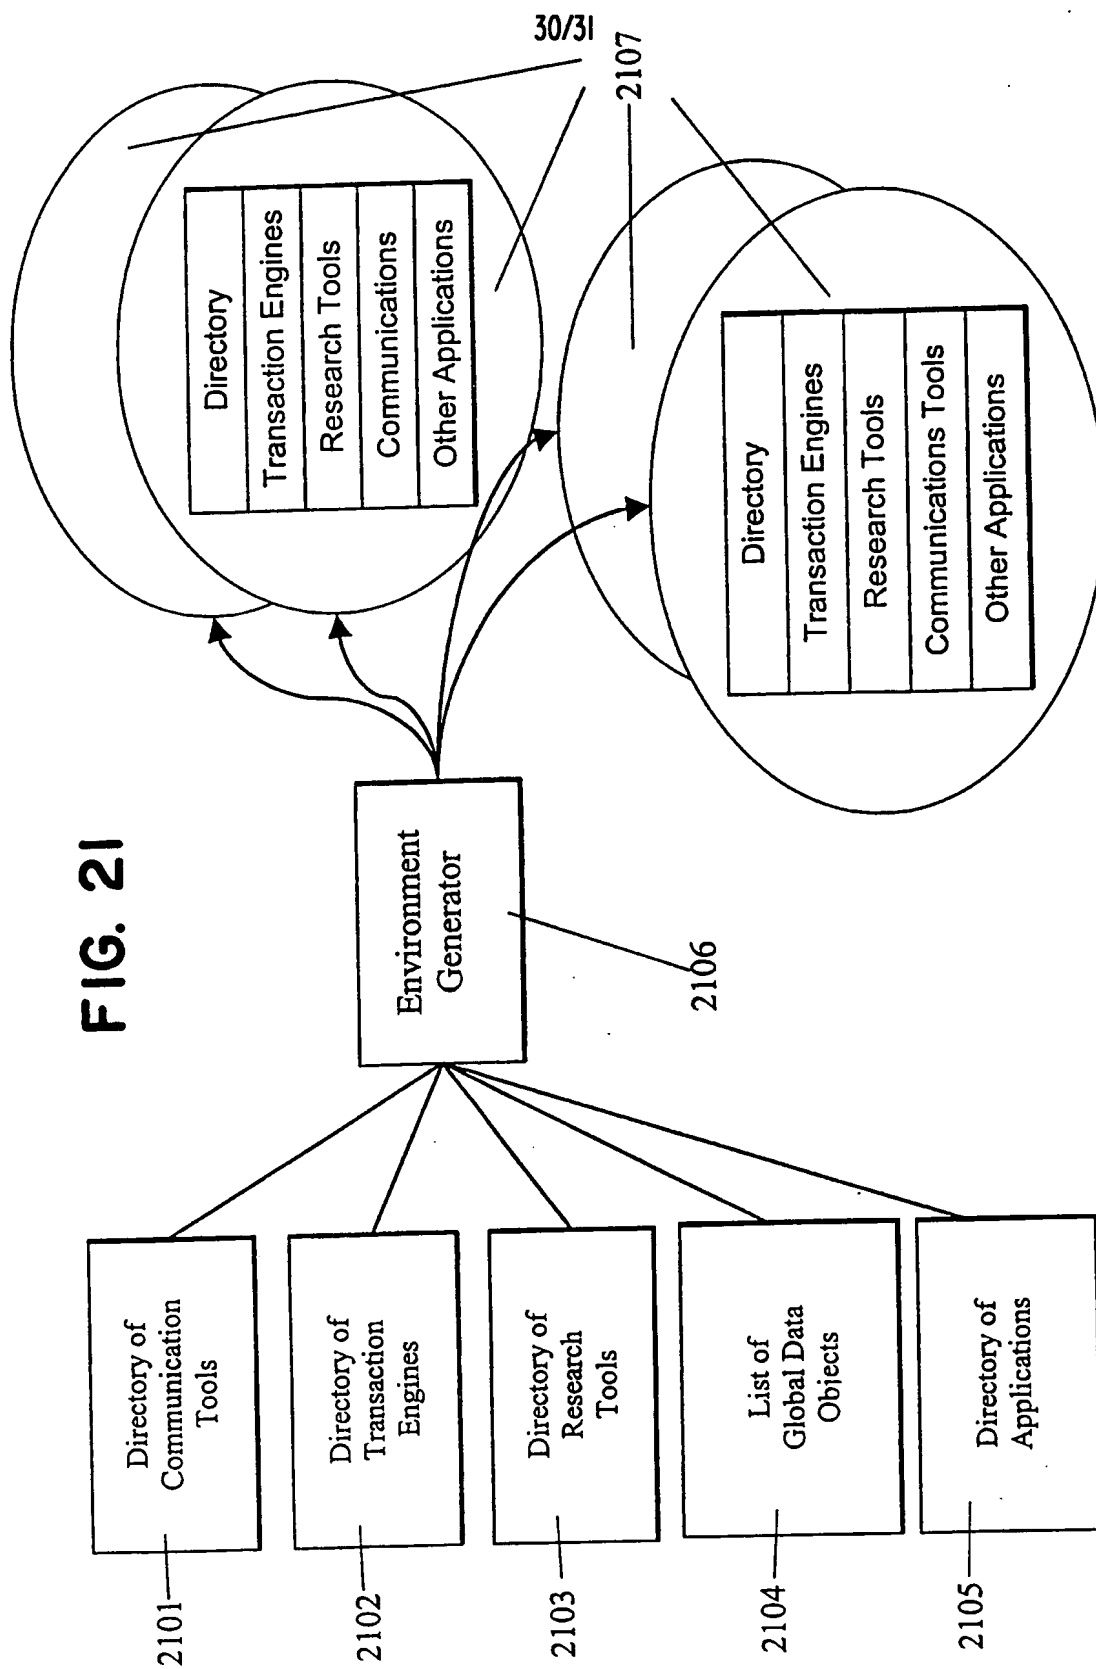 30/31
FIG. 21
2101
Directory of
Communication
Tools
2102
Directory of
Transaction
Engines
2103
Directory of
Research
Tools
2104
List of
Global Data
Objects
2105
Directory of
Applications
Environment
Generator
2106
2107
Directory
Transaction Engines
Research Tools
Communications
Other Applications
Directory
Transaction Engines
Research Tools
Communications Tools
Other Applications